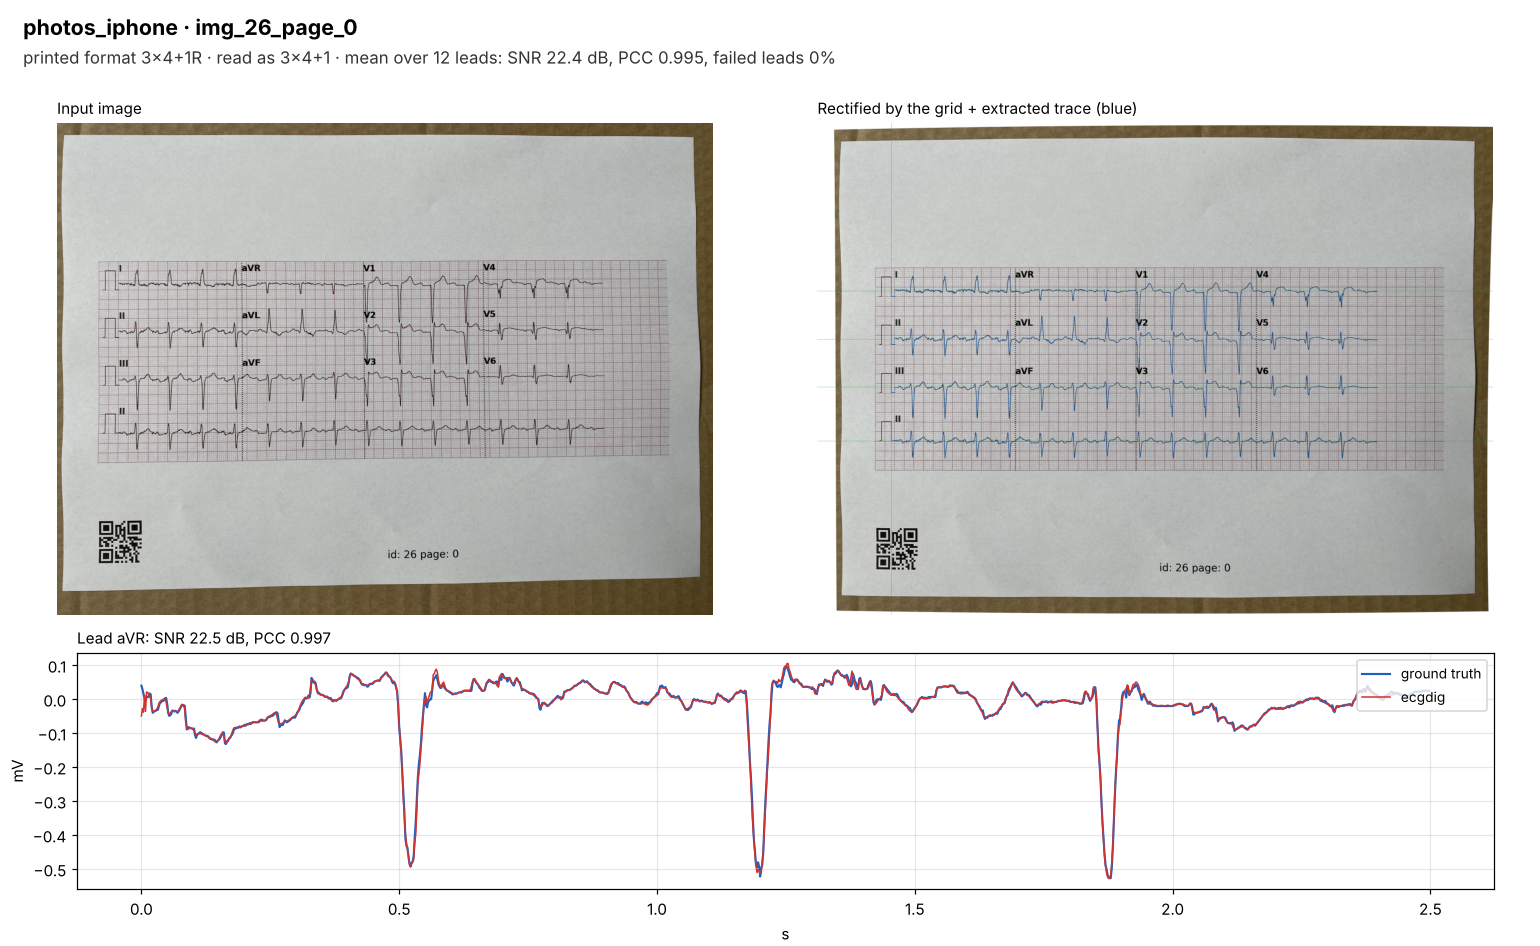 photos_iphone · img_26_page_0
printed format 3×4+1R · read as 3×4+1 · mean over 12 leads: SNR 22.4 dB, PCC 0.995, failed leads 0%
Input image
Rectified by the grid + extracted trace (blue)
I aVR V1 V4
II aVL V2 V5
III aVF V3 V6
II
id: 26 page: 0
I aVR V1 V4
II aVL V2 V5
III aVF V3 V6
II
id: 26 page: 0
Lead aVR: SNR 22.5 dB, PCC 0.997
ground truth
ecgdig
mV
0.1
0.0
−0.1
−0.2
−0.3
−0.4
−0.5
0.0 0.5 1.0 1.5 2.0 2.5
s